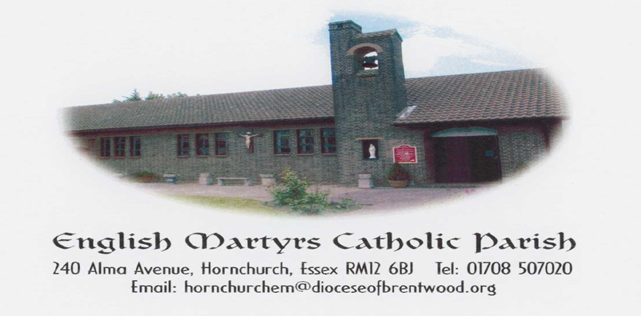 English Martyrs Catholic Parish
240 Alma Avenue, Hornchurch, Essex RM12 6BJ Tel: 01708 507020
Email: hornchurchem@dioceseofbrentwood.org